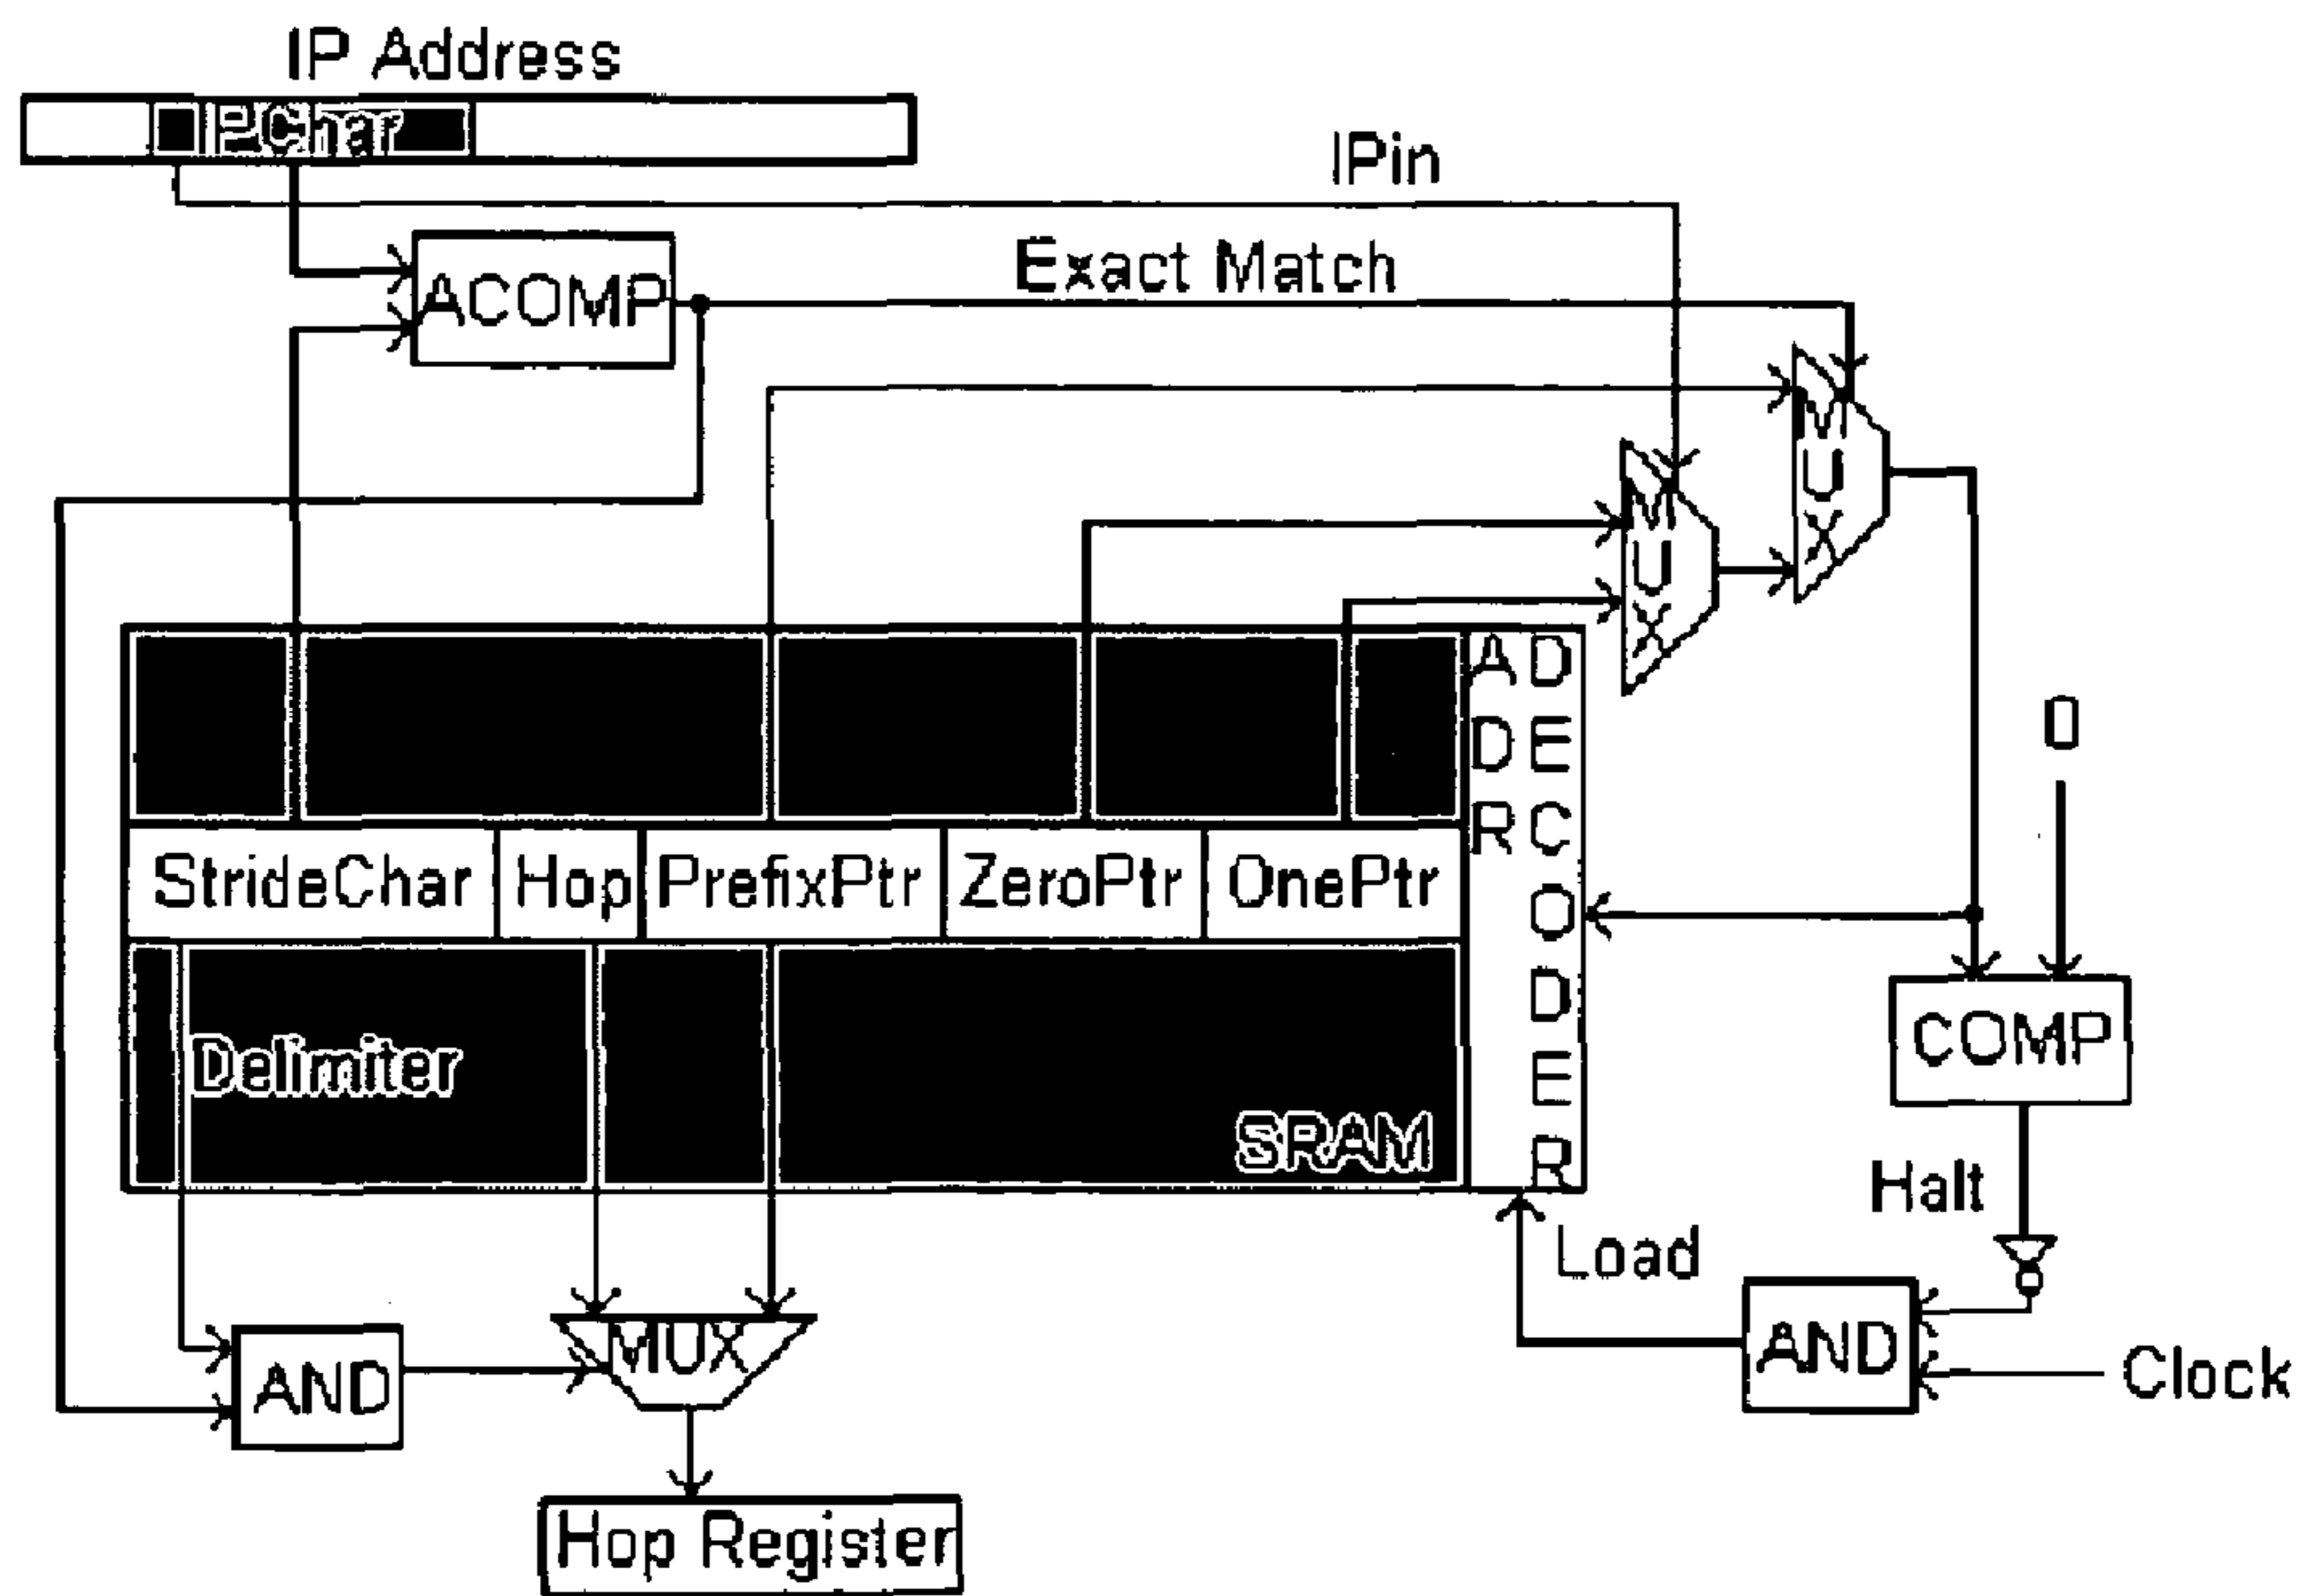 IP Address
IPChar
IPin
Exact Match
ACOMP
MUX
MUX
0
ADDR DECODER
StrideChar Hop PrefixPtr ZeroPtr OnePtr
Delimiter
SRAM
COMP
Halt
Load
AND
Clock
AND
MUX
Hop Register